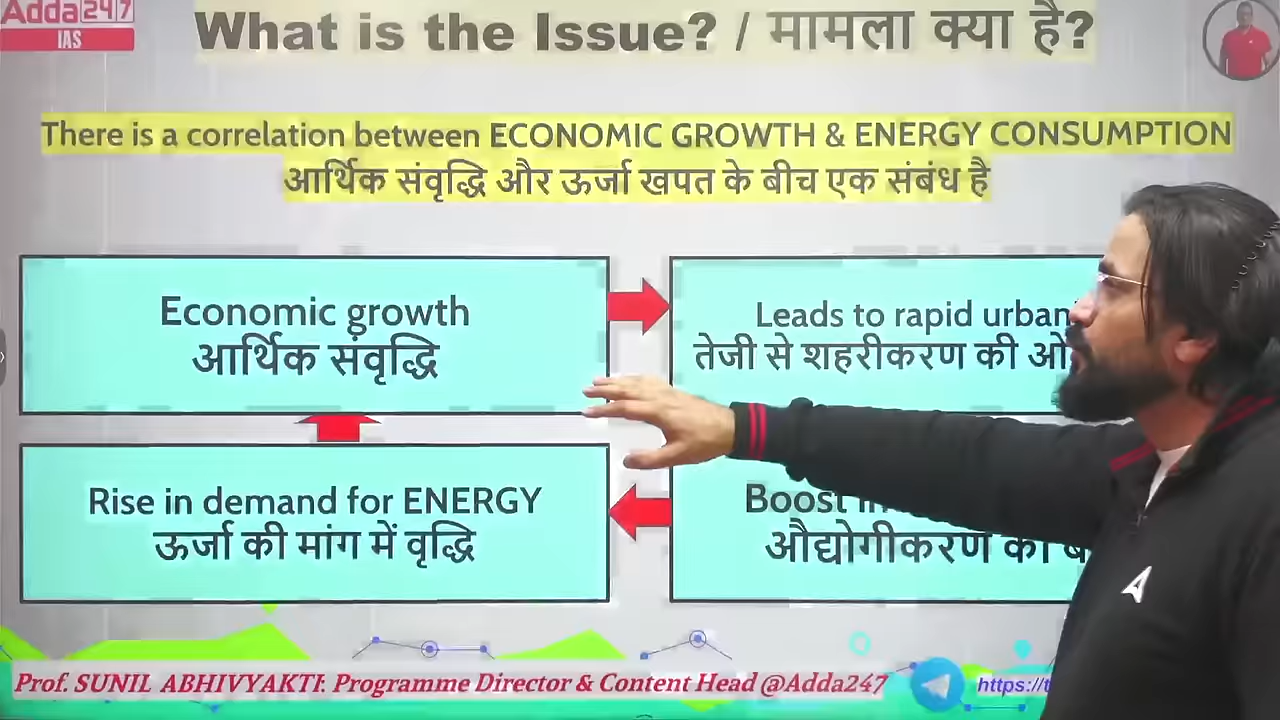 Adda247
IAS
What is the Issue? / मामला क्या है?
There is a correlation between ECONOMIC GROWTH & ENERGY CONSUMPTION
आर्थिक संवृद्धि और ऊर्जा खपत के बीच एक संबंध है
Economic growth
आर्थिक संवृद्धि
Leads to rapid
तेजी से शहरीकरण की
Rise in demand for ENERGY
ऊर्जा की मांग में वृद्धि
Boost
औद्योगीकरण
Prof. SUNIL ABHIVYAKTI: Programme Director & Content Head @Adda247
https://t